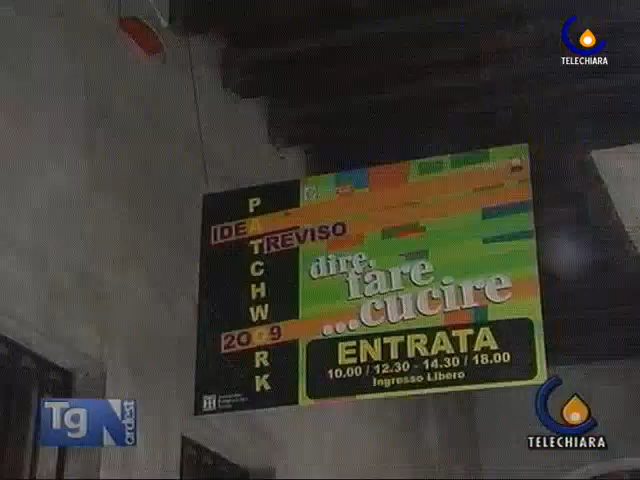 TELECHIARA
PATCHWORK
IDEA
TREVISO
2009
dire,
fare
...cucire
ENTRATA
10.00 / 12.30 - 14.30 / 18.00
Ingresso Libero
Tg Nordest
TELECHIARA